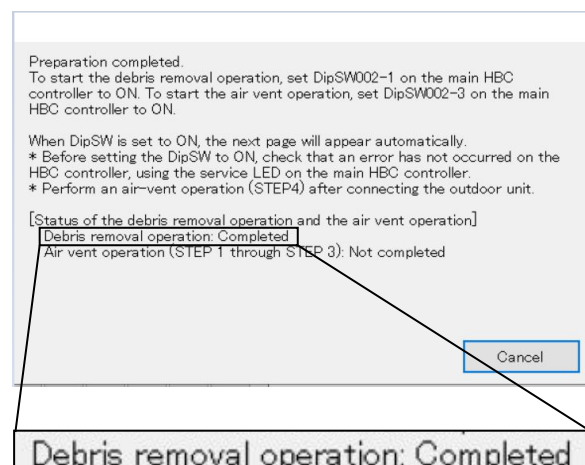 Preparation completed.
To start the debris removal operation, set DipSW002-1 on the main HBC
controller to ON. To start the air vent operation, set DipSW002-3 on the main
HBC controller to ON.
When DipSW is set to ON, the next page will appear automatically.
* Before setting the DipSW to ON, check that an error has not occurred on the
HBC controller, using the service LED on the main HBC controller.
* Perform an air-vent operation (STEP4) after connecting the outdoor unit.
[Status of the debris removal operation and the air vent operation]
Debris removal operation: Completed
Air vent operation (STEP 1 through STEP 3): Not completed
Cancel
Debris removal operation: Completed